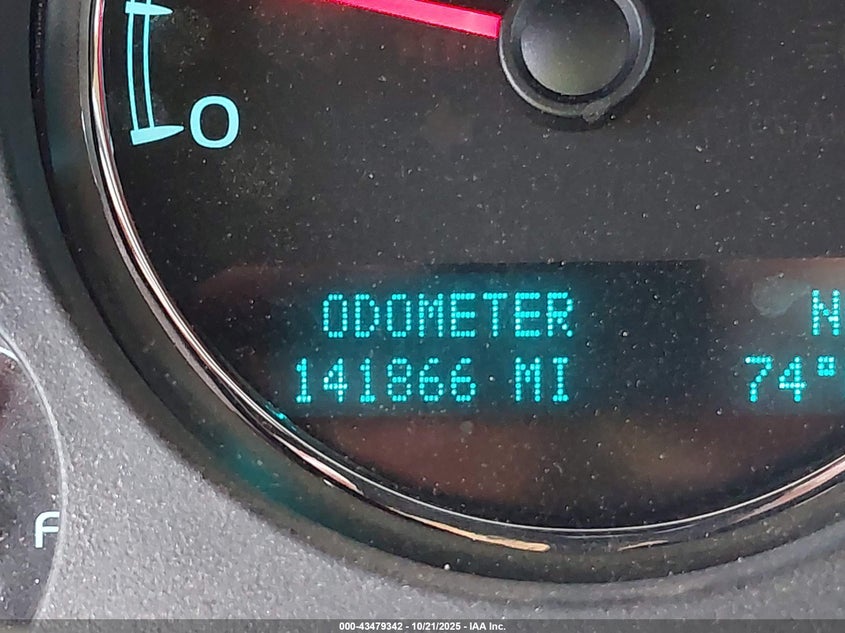 0
ODOMETER N
141866 MI 74°
F
000-43479342 - 10/21/2025 - IAA Inc.